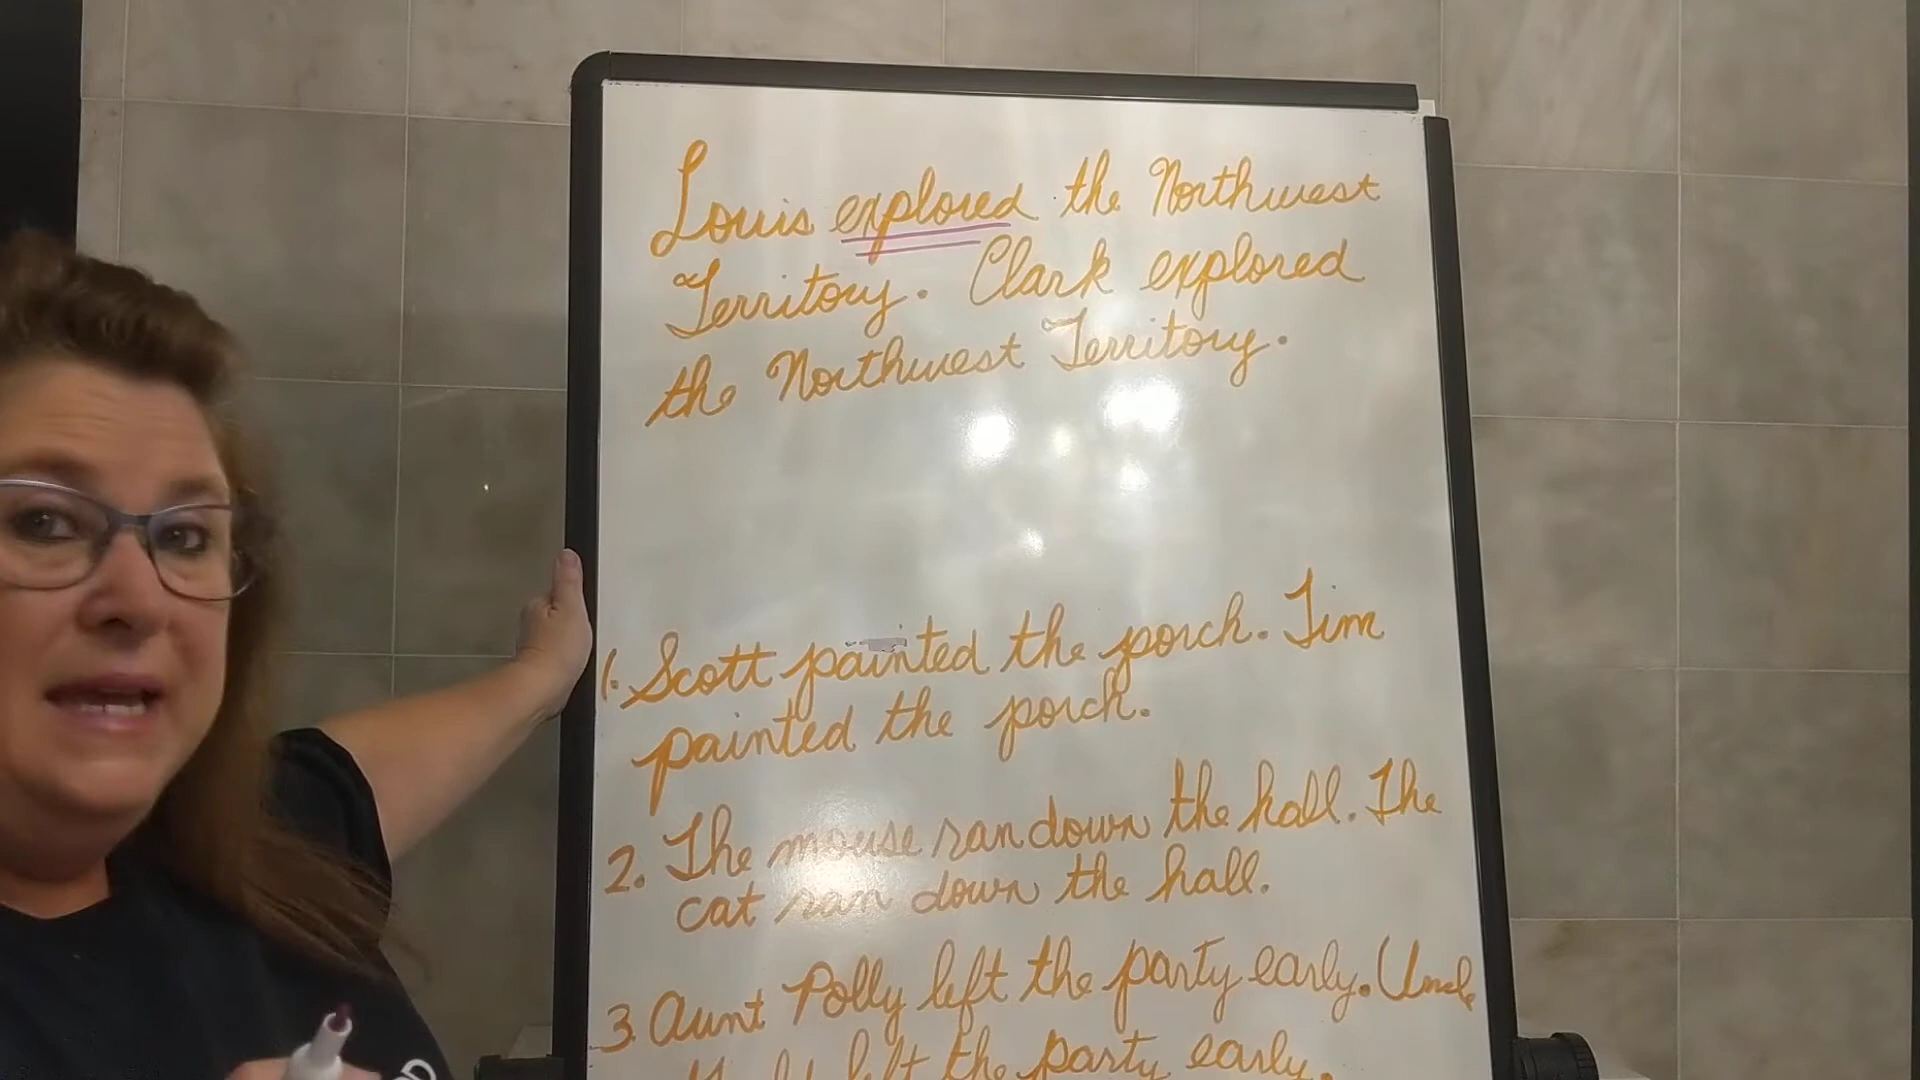 Louis explored the Northwest
Territory. Clark explored
the Northwest Territory.
1. Scott painted the porch. Tim
painted the porch.
2. The mouse ran down the hall. The
cat ran down the hall.
3. Aunt Polly left the party early. Uncle
left the party early.